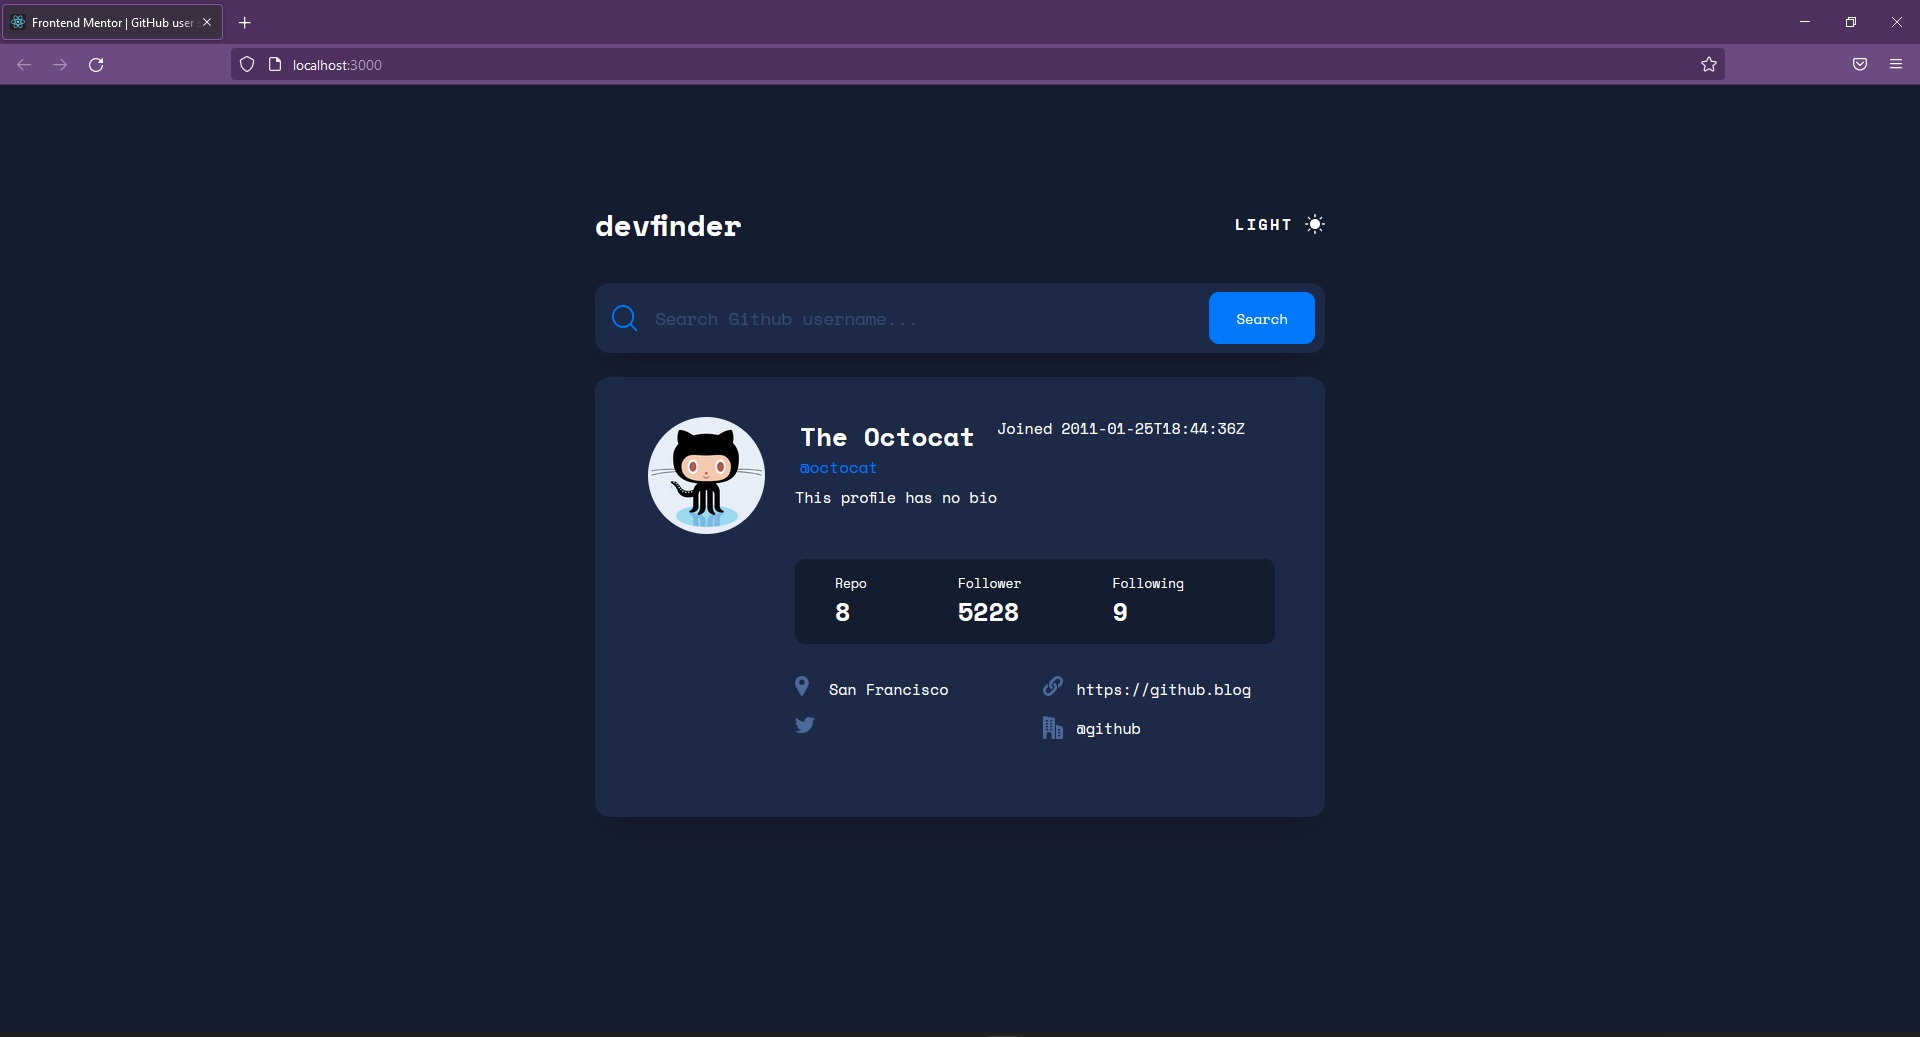 Frontend Mentor | GitHub user
localhost:3000
devfinder
LIGHT
Search Github username...
Search
The Octocat
Joined 2011-01-25T18:44:36Z
@octocat
This profile has no bio
Repo Follower Following
8 5228 9
San Francisco https://github.blog
@github